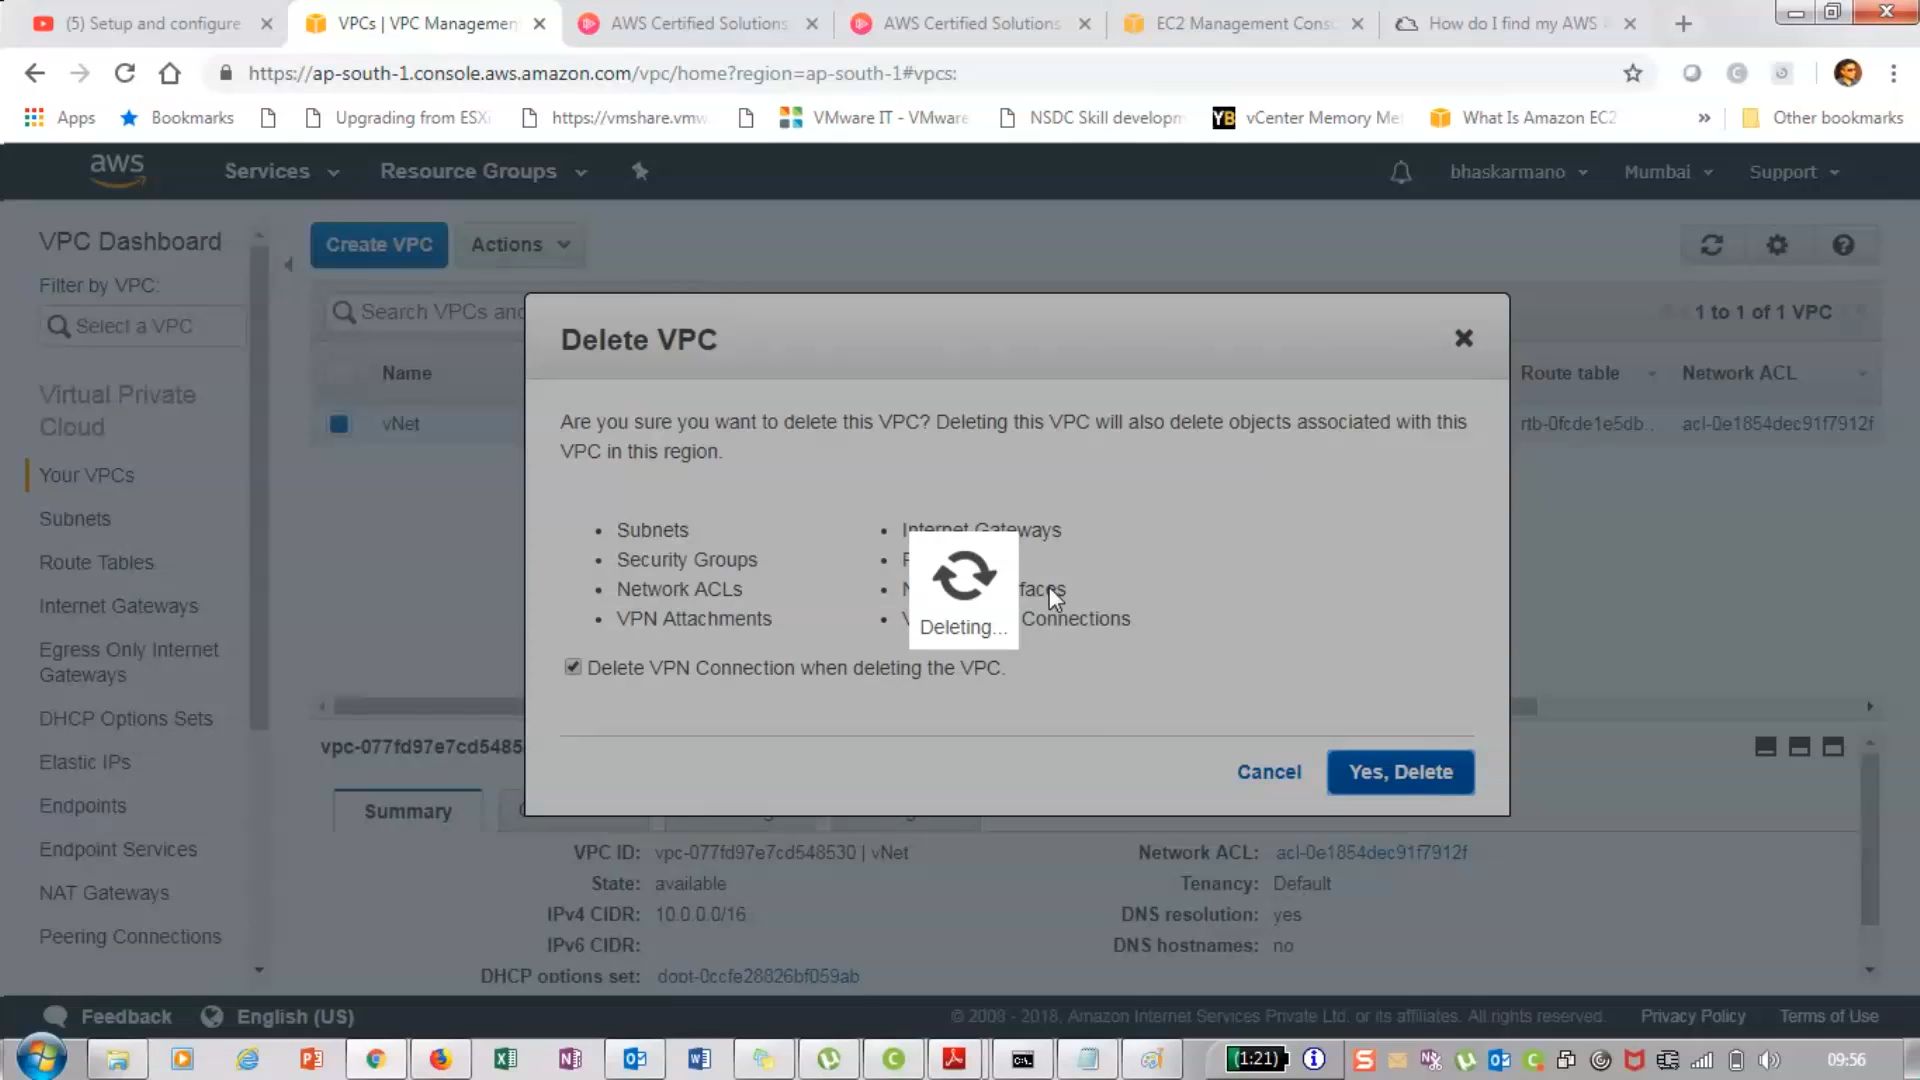 (5) Setup and configure
VPCs | VPC Managemen
AWS Certified Solutions
AWS Certified Solutions
EC2 Management Cons
How do I find my AWS
https://ap-south-1.console.aws.amazon.com/vpc/home?region=ap-south-1#vpcs:
Apps
Bookmarks
Upgrading from ESXi
https://vmshare.vmw
VMware IT - VMware
NSDC Skill developm
YB
vCenter Memory Me
What Is Amazon EC2
»
Other bookmarks
aws
Services
Resource Groups
bhaskarmano
Mumbai
Support
VPC Dashboard
Filter by VPC:
Select a VPC
Virtual Private
Cloud
Your VPCs
Subnets
Route Tables
Internet Gateways
Egress Only Internet
Gateways
DHCP Options Sets
Elastic IPs
Endpoints
Endpoint Services
NAT Gateways
Peering Connections
Create VPC
Actions
Search VPCs and
1 to 1 of 1 VPC
Name
Route table
Network ACL
vNet
rtb-0fcde1e5db...
acl-0e1854dec91f7912f
Delete VPC
Are you sure you want to delete this VPC? Deleting this VPC will also delete objects associated with this
VPC in this region.
• Subnets
• Security Groups
• Network ACLs
• VPN Attachments
• Internet Gateways
•
• faces
• Connections
Deleting...
Delete VPN Connection when deleting the VPC.
Cancel
Yes, Delete
vpc-077fd97e7cd5485
Summary
VPC ID: vpc-077fd97e7cd548530 | vNet
State: available
IPv4 CIDR: 10.0.0.0/16
IPv6 CIDR:
DHCP options set: dopt-0ccfe28826bf059ab
Network ACL: acl-0e1854dec91f7912f
Tenancy: Default
DNS resolution: yes
DNS hostnames: no
Feedback
English (US)
© 2008 - 2018, Amazon Internet Services Private Ltd. or its affiliates. All rights reserved.
Privacy Policy
Terms of Use
(1:21)
09:56